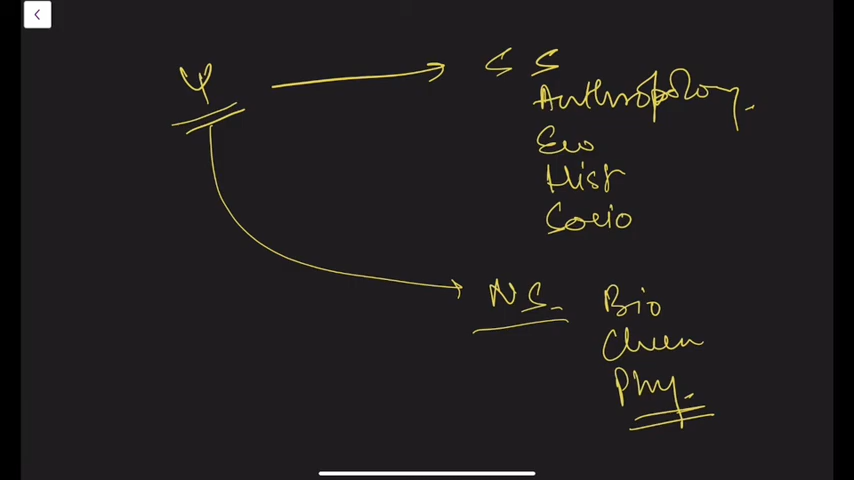 ψ
S S
Anthropology.
Eco
Hist
Socio
N S.
Bio
Chem
Phy.